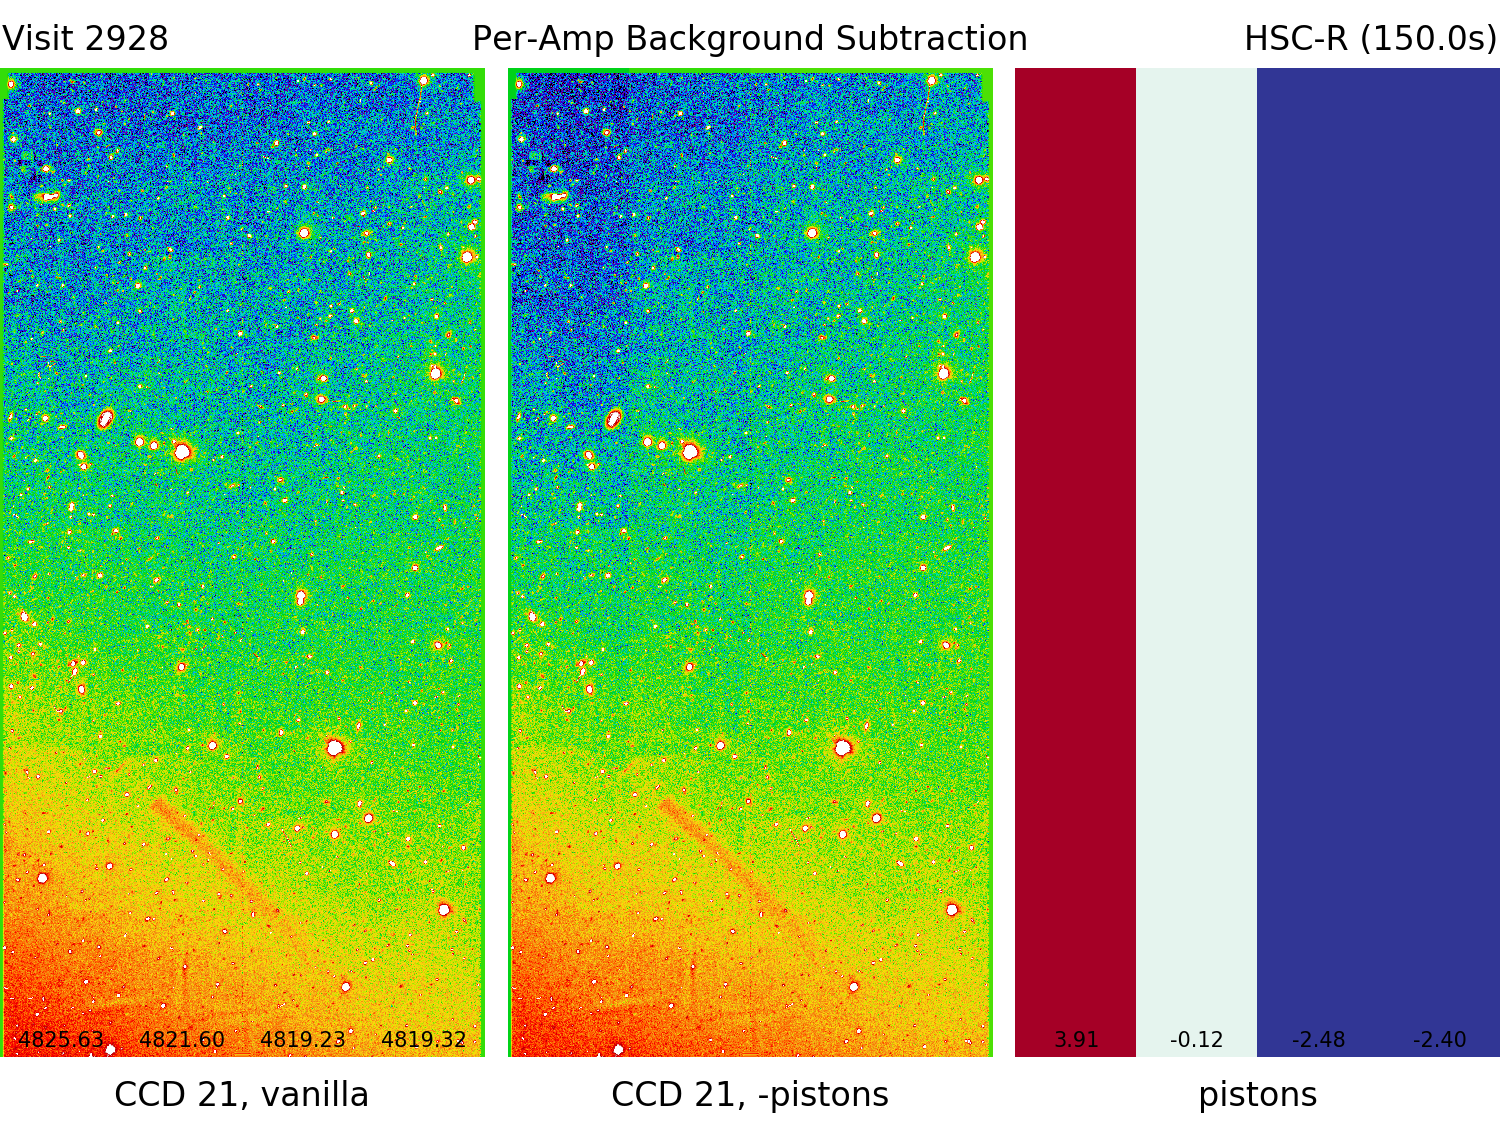 Visit 2928 Per-Amp Background Subtraction HSC-R (150.0s)
4825.63 4821.60 4819.23 4819.32 3.91 -0.12 -2.48 -2.40
CCD 21, vanilla CCD 21, -pistons pistons